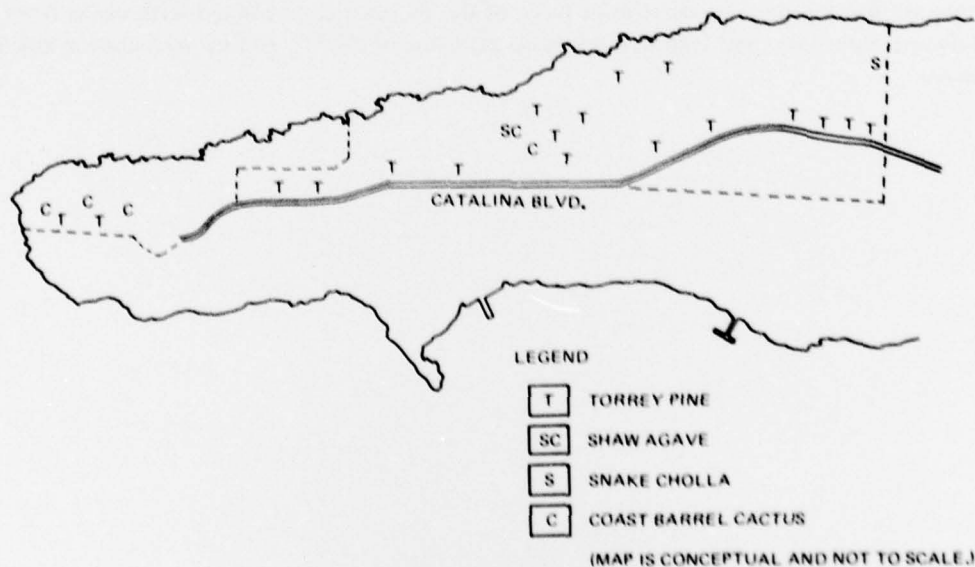 S
T T
T T T T T T
SC T T
C T T
T T
T T
CATALINA BLVD.
C C C
T T
LEGEND
T TORREY PINE
SC SHAW AGAVE
S SNAKE CHOLLA
C COAST BARREL CACTUS
(MAP IS CONCEPTUAL AND NOT TO SCALE.)